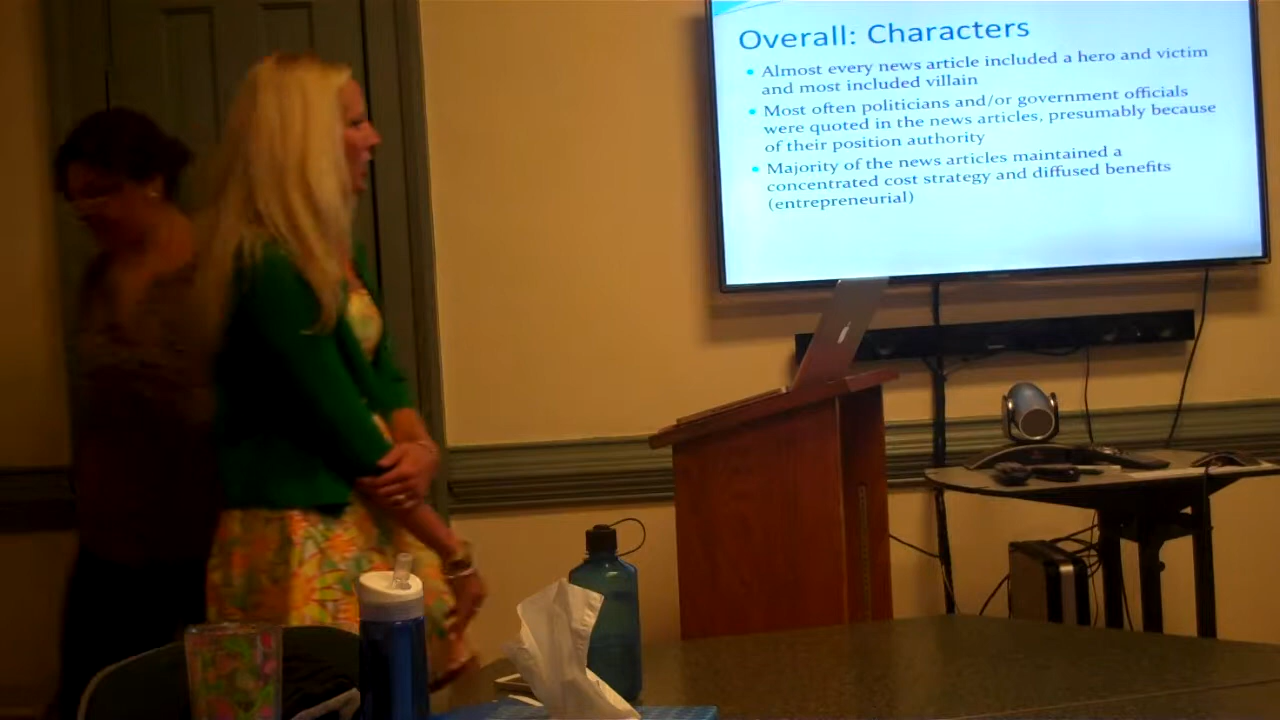 Overall: Characters
Almost every news article included a hero and victim
and most included villain
Most often politicians and/or government officials
were quoted in the news articles, presumably because
of their position authority
Majority of the news articles maintained a
concentrated cost strategy and diffused benefits
(entrepreneurial)